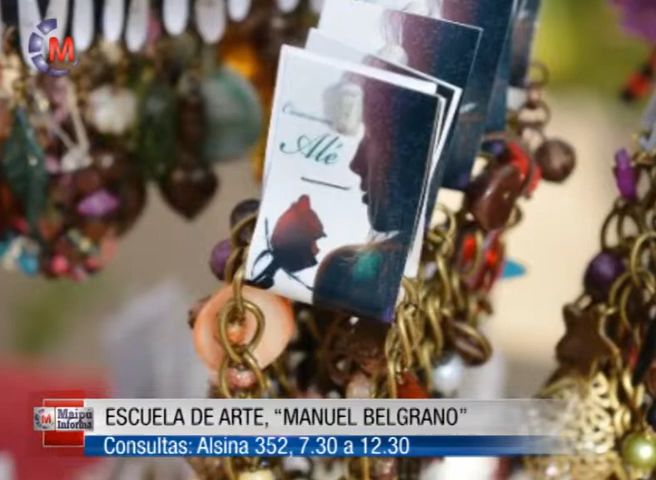 M
Alé
M Maipú
Informa
ESCUELA DE ARTE, "MANUEL BELGRANO"
Consultas: Alsina 352, 7.30 a 12.30